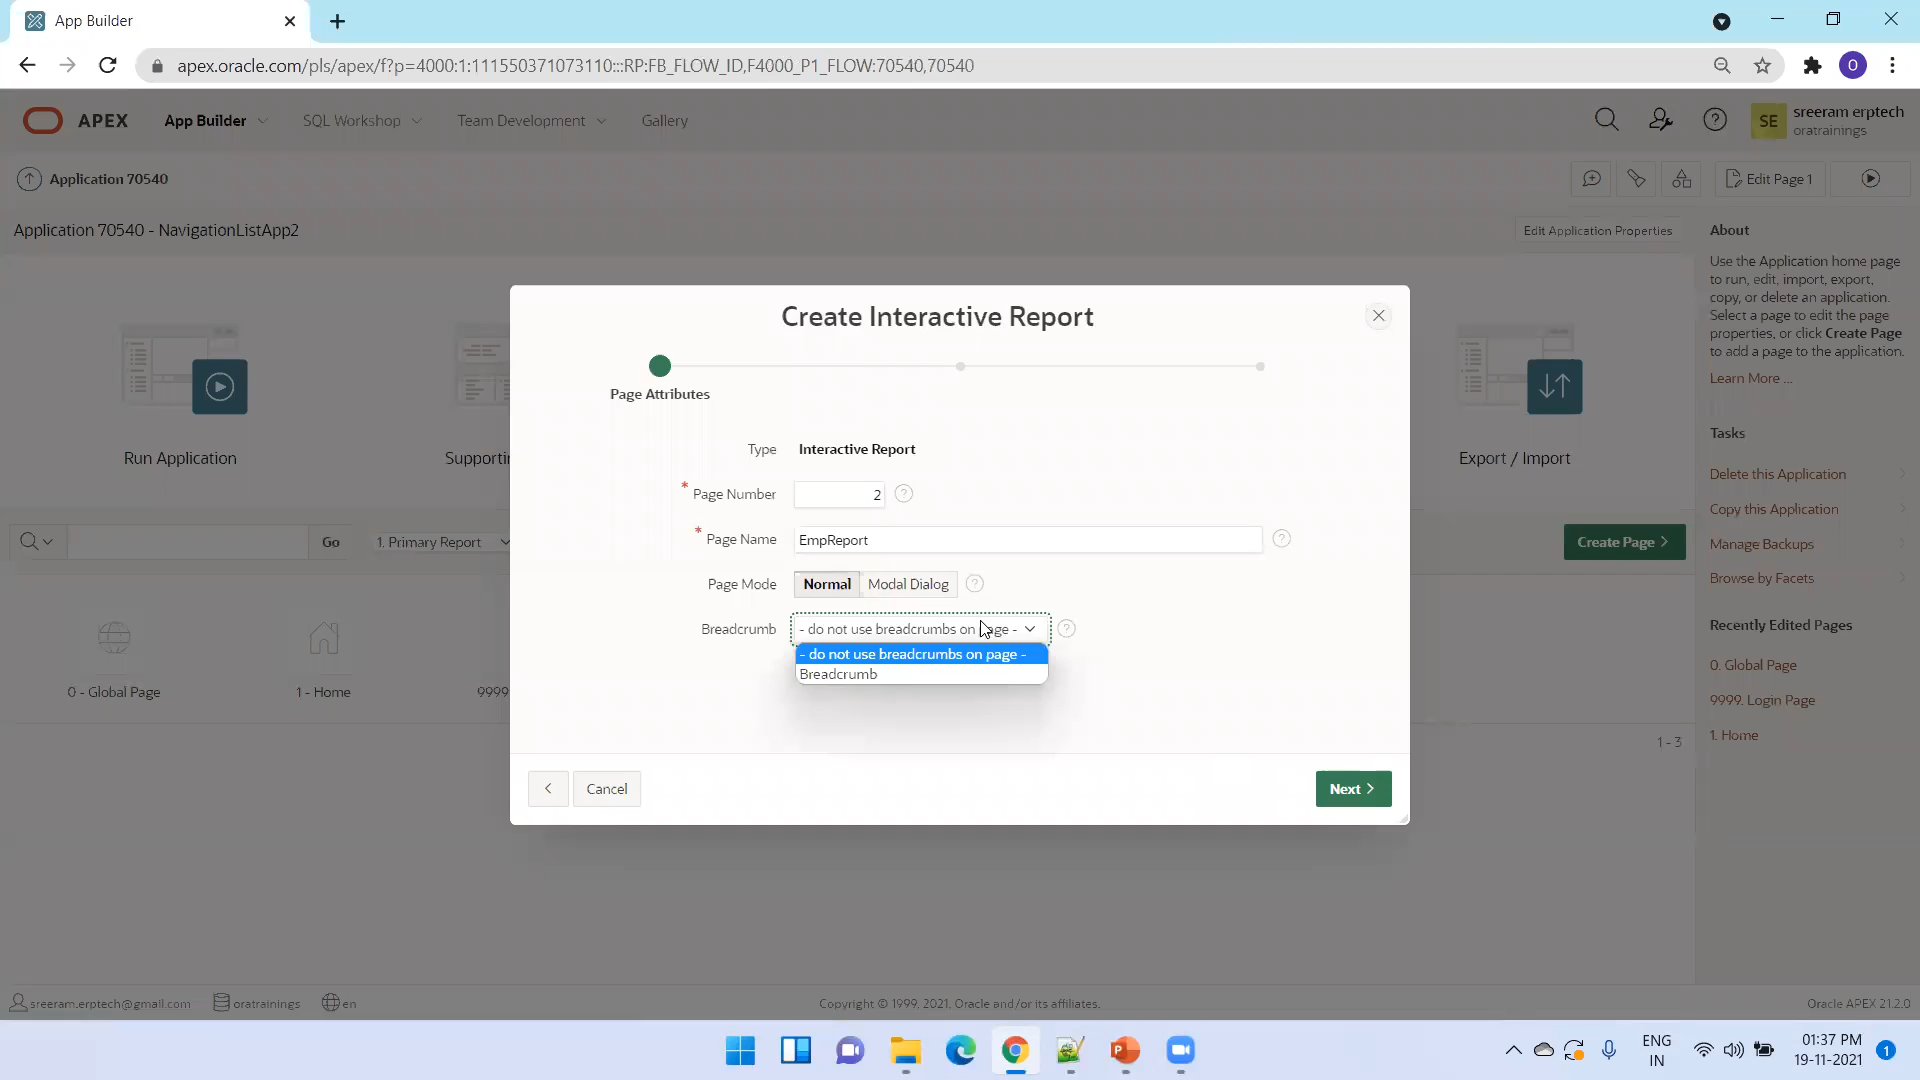 App Builder
apex.oracle.com/pls/apex/f?p=4000:1:111550371073110:::RP:FB_FLOW_ID,F4000_P1_FLOW:70540,70540
O
APEX
App Builder
SQL Workshop
Team Development
Gallery
SE
sreeram erptech
oratrainings
Application 70540
Edit Page 1
Application 70540 - NavigationListApp2
Edit Application Properties
About
Use the Application home page
to run, edit, import, export,
copy, or delete an application.
Select a page to edit the page
properties, or click Create Page
to add a page to the application.
Learn More ...
Create Interactive Report
Page Attributes
Type Interactive Report
* Page Number 2
* Page Name EmpReport
Page Mode Normal Modal Dialog
Breadcrumb - do not use breadcrumbs on page -
- do not use breadcrumbs on page -
Breadcrumb
Cancel
Next
Run Application
Supporti
Export / Import
Tasks
Delete this Application
Copy this Application
Manage Backups
Browse by Facets
Go
1. Primary Report
Create Page
Recently Edited Pages
0. Global Page
9999. Login Page
1. Home
0 - Global Page
1 - Home
9999
1 - 3
sreeram.erptech@gmail.com
oratrainings
en
Copyright © 1999, 2021, Oracle and/or its affiliates.
Oracle APEX 21.2.0
ENG
IN
01:37 PM
19-11-2021
1